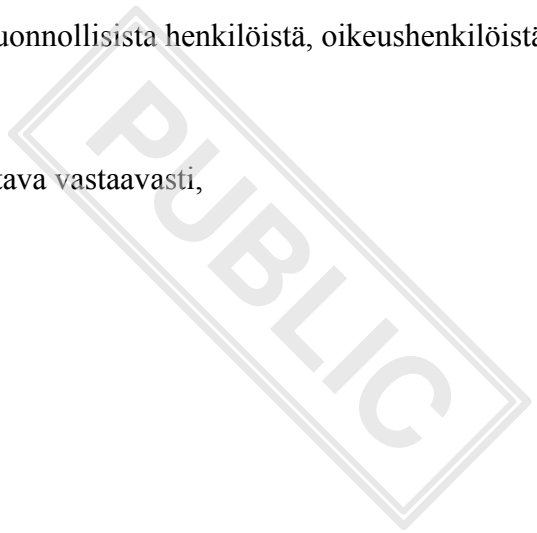 uonnollisista henkilöistä, oikeushenkilöistä
tava vastaavasti,
PUBLIC